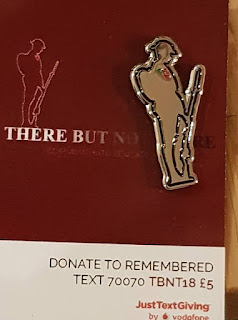 THERE BUT NO RE
DONATE TO REMEMBERED
TEXT 70070 TBNT18 £5
JustTextGiving
by vodafone